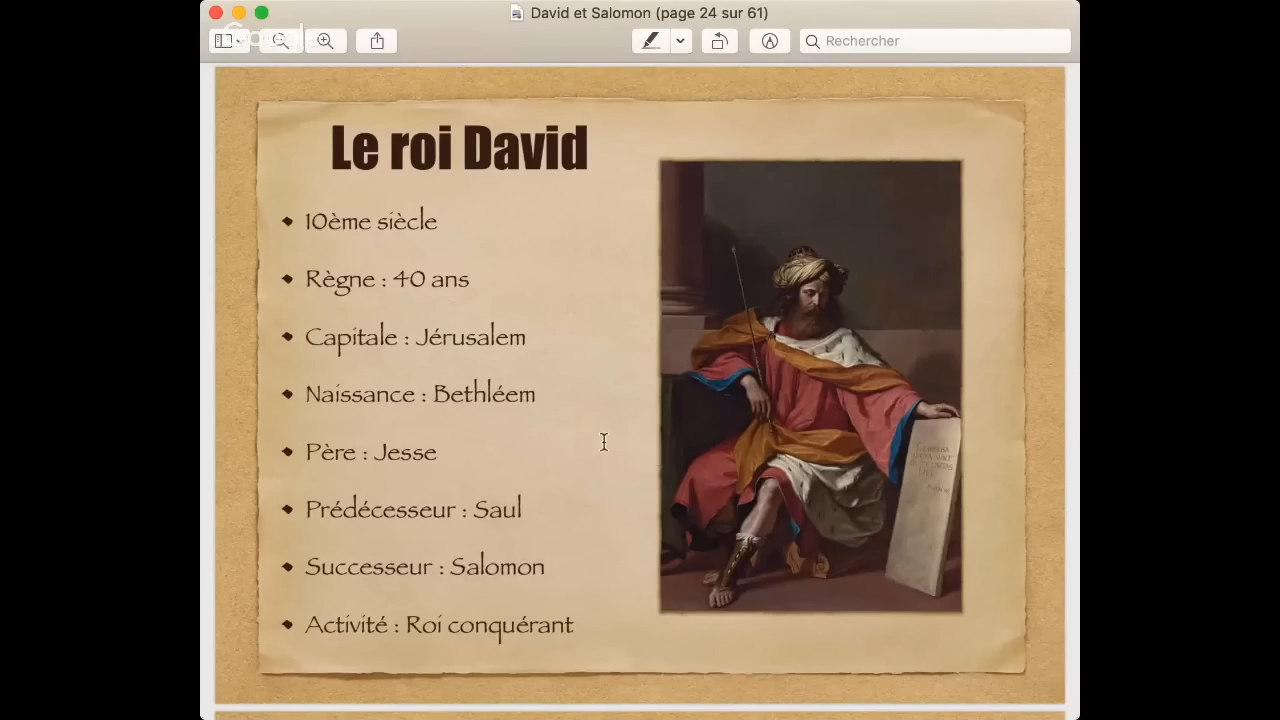 David et Salomon (page 24 sur 61)
Google
Rechercher
Le roi David
10ème siècle
Règne : 40 ans
Capitale : Jérusalem
Naissance : Bethléem
Père : Jesse
Prédécesseur : Saul
Successeur : Salomon
Activité : Roi conquérant